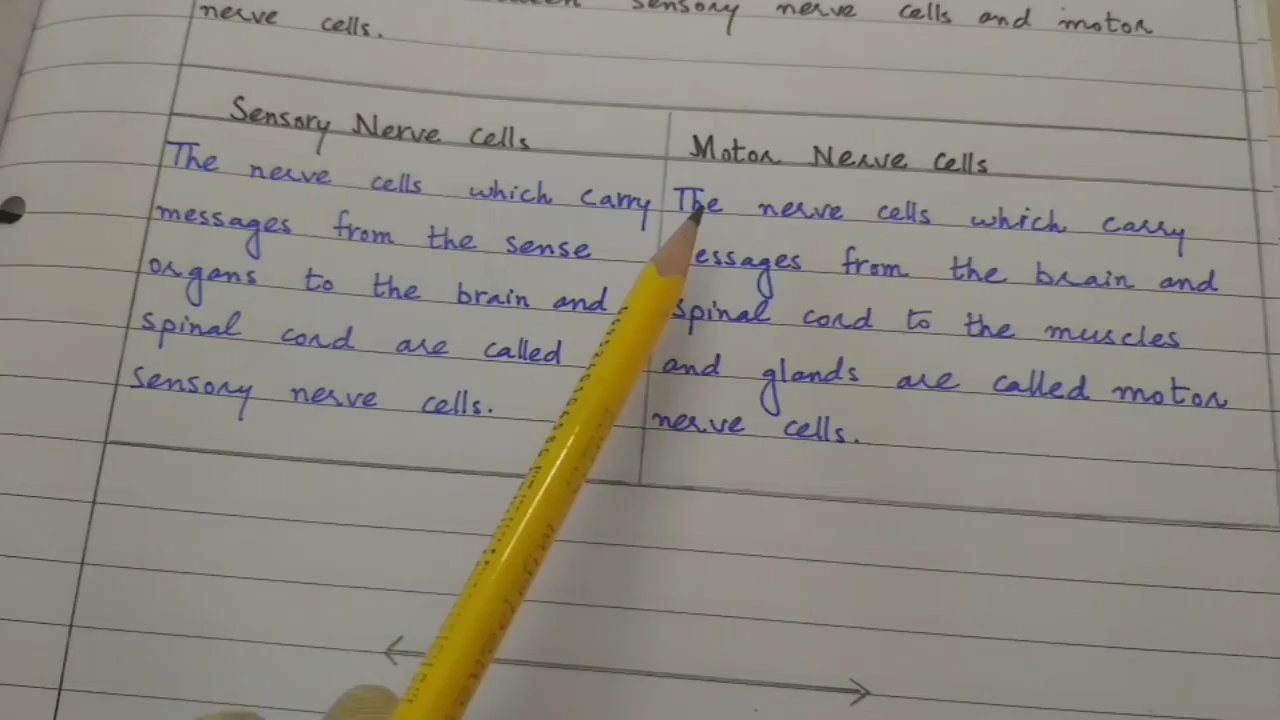 sensory nerve cells and motor
nerve cells.
Sensory Nerve Cells
The nerve cells which carry
messages from the sense
organs to the brain and
spinal cord are called
sensory nerve cells.
Motor Nerve Cells
The nerve cells which carry
essages from the brain and
spinal cord to the muscles
and glands are called motor
nerve cells.